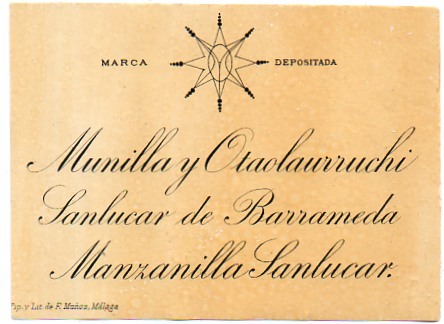 MARCA DEPOSITADA
Munilla y Otaolaurruchi
Sanlucar de Barrameda
Manzanilla Sanlucar.
Tip. y Lit. de F. Muñoz, Málaga